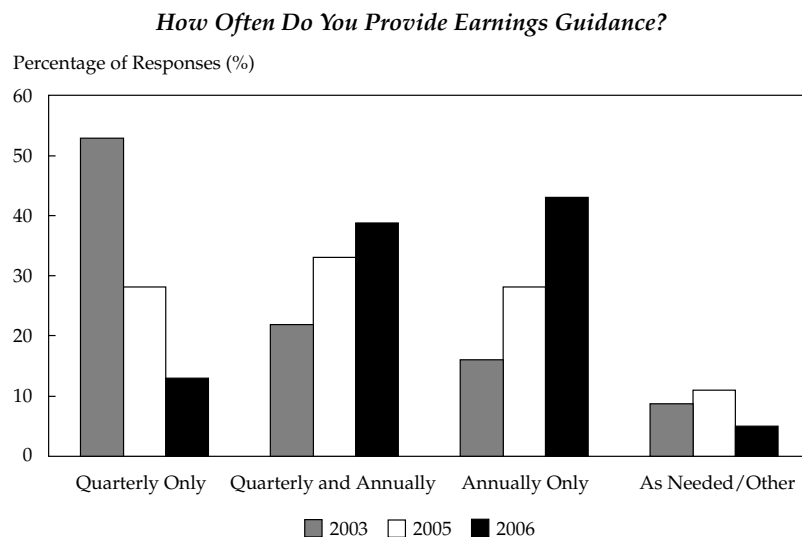 How Often Do You Provide Earnings Guidance?
Percentage of Responses (%)
60
50
40
30
20
10
0
Quarterly Only Quarterly and Annually Annually Only As Needed/Other
2003 2005 2006